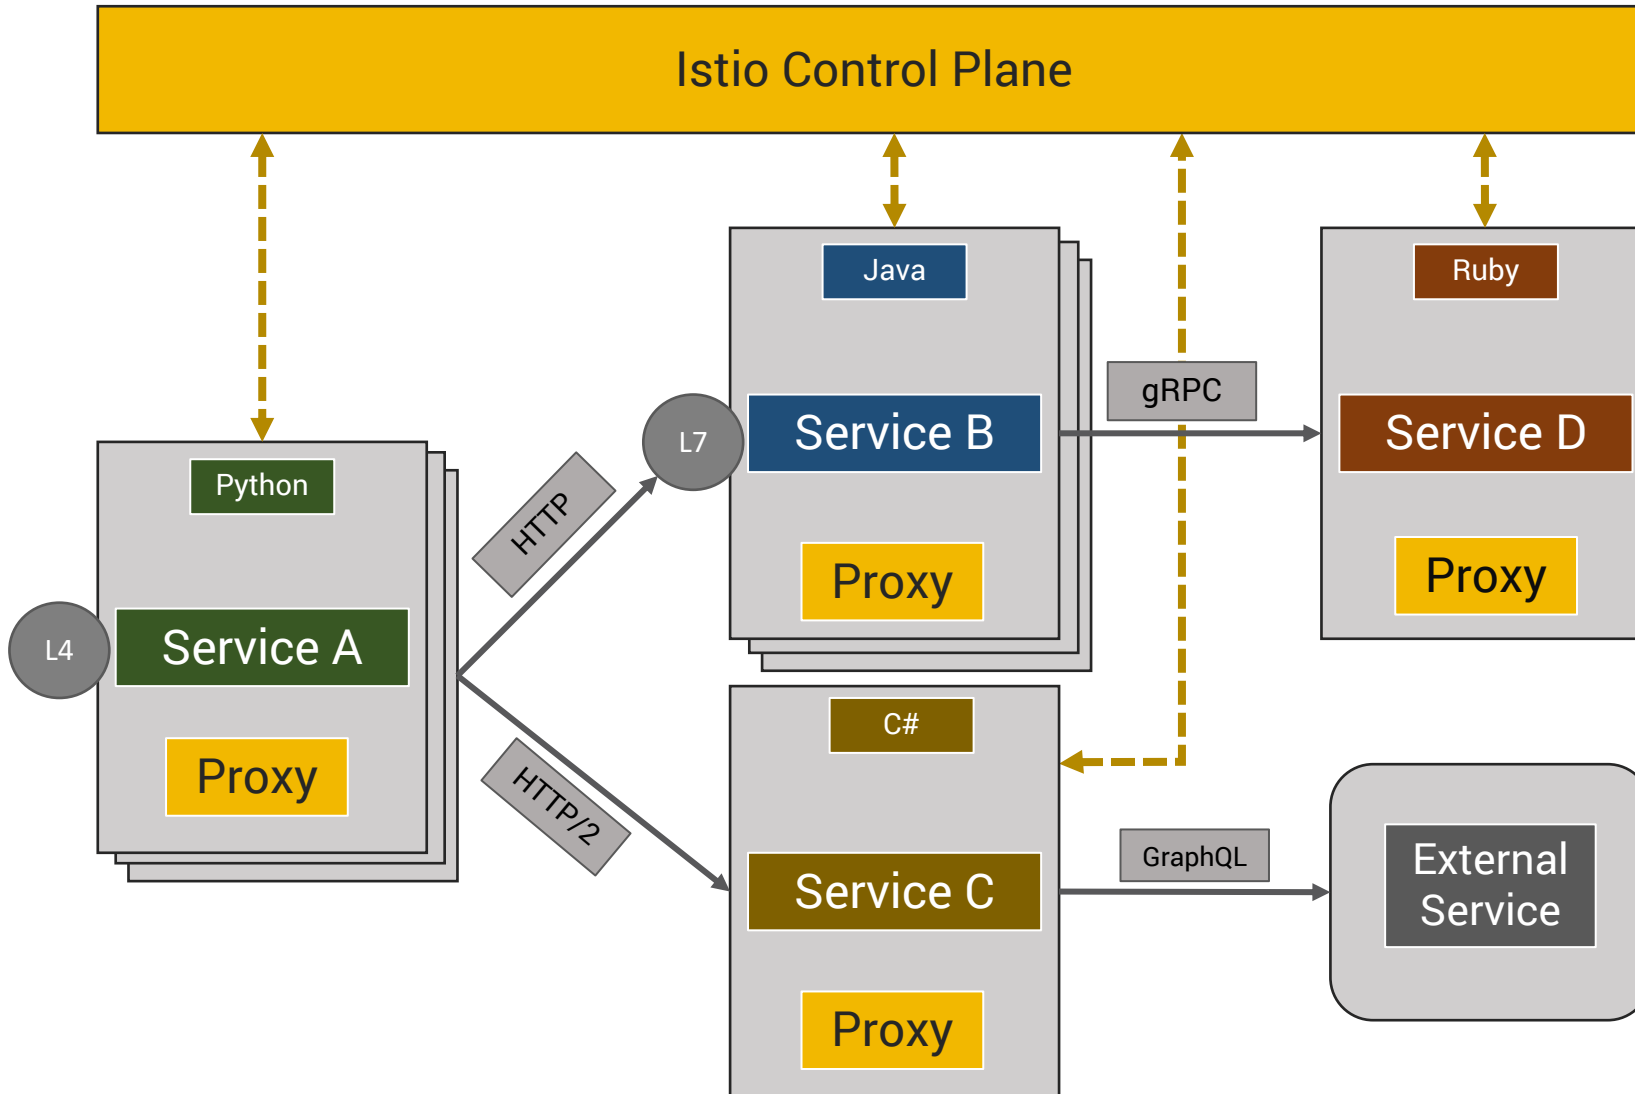 Istio Control Plane
Java
Ruby
gRPC
L7
Service B
Service D
Python
HTTP
Proxy
Proxy
L4
Service A
C#
Proxy
HTTP/2
GraphQL
External
Service
Service C
Proxy